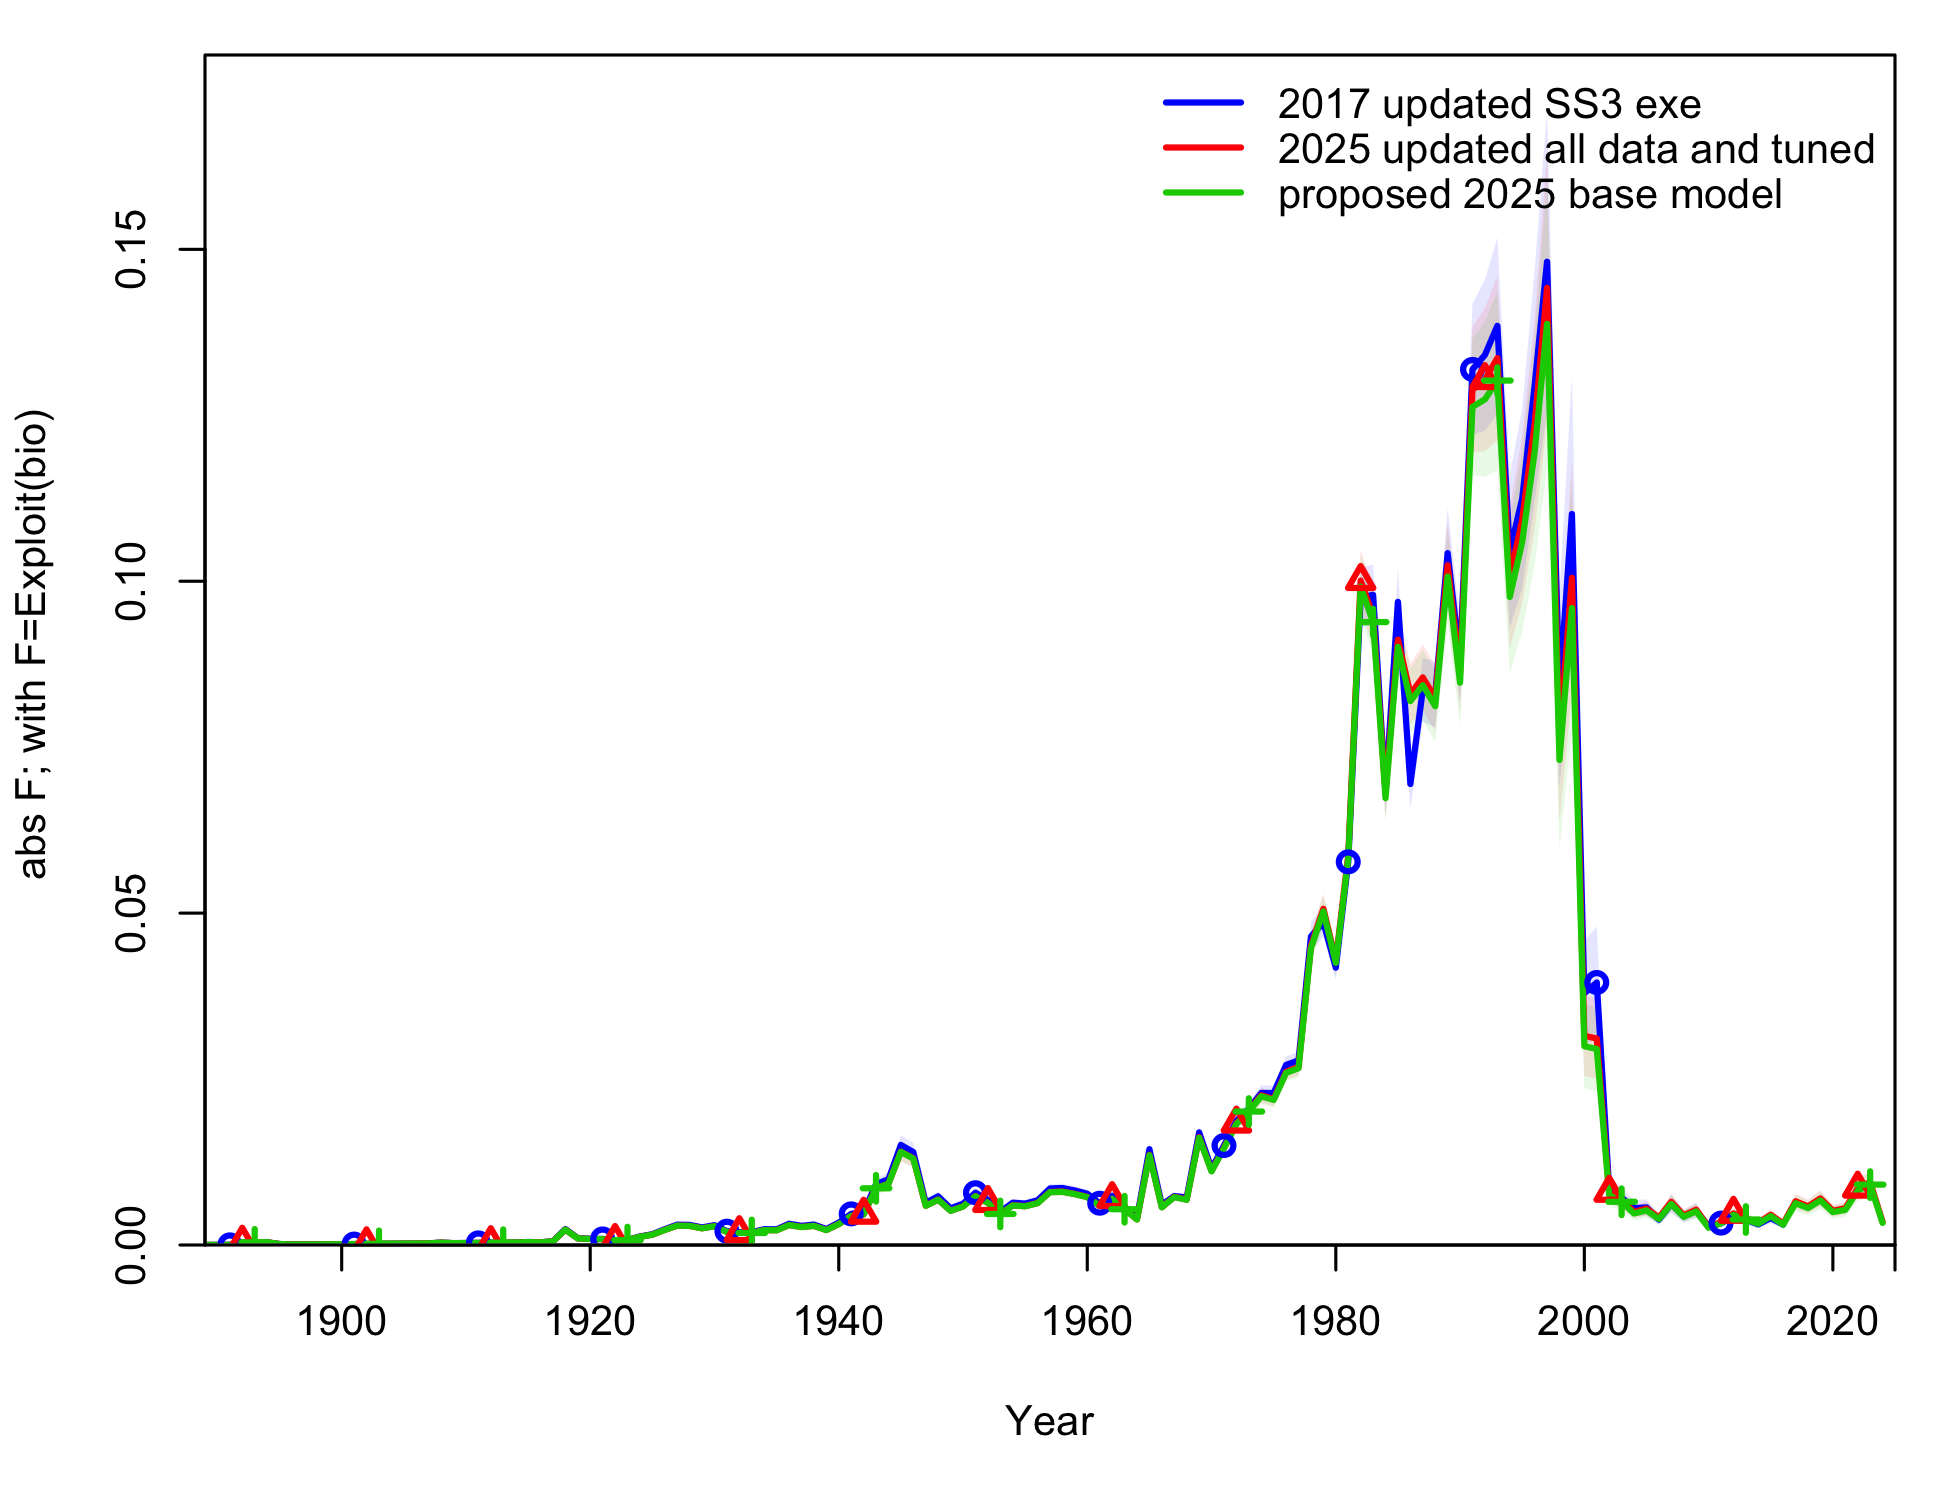 2017 updated SS3 exe
2025 updated all data and tuned
proposed 2025 base model
abs F; with F=Exploit(bio)
0.15
0.10
0.05
0.00
1900 1920 1940 1960 1980 2000 2020
Year